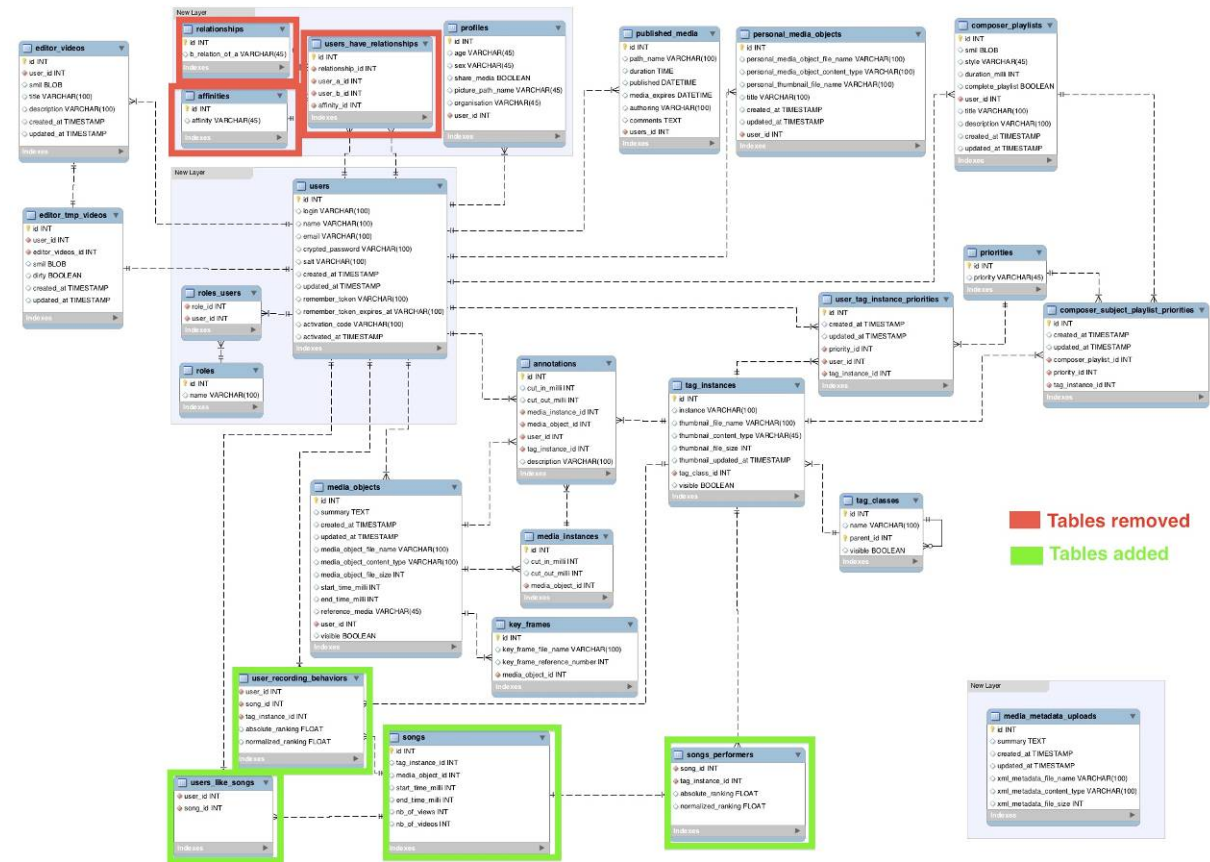 New Layer
relationships
id INT
b_relation_of_a VARCHAR(45)
Indexes
affinities
id INT
affinity VARCHAR(45)
Indexes
users_have_relationships
id INT
relationship_id INT
user_a_id INT
user_b_id INT
affinity_id INT
Indexes
profiles
id INT
age VARCHAR(45)
sex VARCHAR(45)
share_media BOOLEAN
picture_path_name VARCHAR(45)
organisation VARCHAR(45)
user_id INT
Indexes
editor_videos
id INT
user_id INT
smil BLOB
title VARCHAR(100)
description VARCHAR(100)
created_at TIMESTAMP
updated_at TIMESTAMP
Indexes
published_media
id INT
path_name VARCHAR(100)
duration TIME
published DATETIME
media_expires DATETIME
authoring VARCHAR(100)
comments TEXT
users_id INT
Indexes
personal_media_objects
id INT
personal_media_object_file_name VARCHAR(100)
personal_media_object_content_type VARCHAR(100)
personal_thumbnail_file_name VARCHAR(100)
title VARCHAR(100)
created_at TIMESTAMP
updated_at TIMESTAMP
user_id INT
Indexes
composer_playlists
id INT
smil BLOB
style VARCHAR(45)
duration_milli INT
complete_playlist BOOLEAN
user_id INT
title VARCHAR(100)
description VARCHAR(100)
created_at TIMESTAMP
updated_at TIMESTAMP
Indexes
New Layer
users
id INT
login VARCHAR(100)
name VARCHAR(100)
email VARCHAR(100)
crypted_password VARCHAR(100)
salt VARCHAR(100)
created_at TIMESTAMP
updated_at TIMESTAMP
remember_token VARCHAR(100)
remember_token_expires_at VARCHAR(100)
activation_code VARCHAR(100)
activated_at TIMESTAMP
Indexes
editor_tmp_videos
id INT
user_id INT
editor_videos_id INT
smil BLOB
dirty BOOLEAN
created_at TIMESTAMP
updated_at TIMESTAMP
Indexes
roles_users
role_id INT
user_id INT
Indexes
roles
id INT
name VARCHAR(100)
Indexes
priorities
id INT
priority VARCHAR(45)
Indexes
user_tag_instance_priorities
id INT
created_at TIMESTAMP
updated_at TIMESTAMP
priority_id INT
user_id INT
tag_instance_id INT
Indexes
composer_subject_playlist_priorities
id INT
created_at TIMESTAMP
updated_at TIMESTAMP
composer_playlist_id INT
priority_id INT
tag_instance_id INT
Indexes
annotations
id INT
cut_in_milli INT
cut_out_milli INT
media_instance_id INT
media_object_id INT
user_id INT
tag_instance_id INT
description VARCHAR(100)
Indexes
tag_instances
id INT
instance VARCHAR(100)
thumbnail_file_name VARCHAR(100)
thumbnail_content_type VARCHAR(45)
thumbnail_file_size INT
thumbnail_updated_at TIMESTAMP
tag_class_id INT
visible BOOLEAN
Indexes
media_objects
id INT
summary TEXT
created_at TIMESTAMP
updated_at TIMESTAMP
media_object_file_name VARCHAR(100)
media_object_content_type VARCHAR(100)
media_object_file_size INT
start_time_milli INT
end_time_milli INT
reference_media VARCHAR(45)
user_id INT
visible BOOLEAN
Indexes
media_instances
id INT
cut_in_milli INT
cut_out_milli INT
media_object_id INT
Indexes
tag_classes
id INT
name VARCHAR(100)
parent_id INT
visible BOOLEAN
Indexes
Tables removed
Tables added
key_frames
id INT
key_frame_file_name VARCHAR(100)
key_frame_reference_number INT
media_object_id INT
Indexes
user_recording_behaviors
user_id INT
song_id INT
tag_instance_id INT
absolute_ranking FLOAT
normalized_ranking FLOAT
Indexes
users_like_songs
user_id INT
song_id INT
Indexes
songs
id INT
tag_instance_id INT
media_object_id INT
start_time_milli INT
end_time_milli INT
nb_of_views INT
nb_of_videos INT
Indexes
songs_performers
song_id INT
tag_instance_id INT
absolute_ranking FLOAT
normalized_ranking FLOAT
Indexes
New Layer
media_metadata_uploads
id INT
summary TEXT
created_at TIMESTAMP
updated_at TIMESTAMP
xml_metadata_file_name VARCHAR(100)
xml_metadata_content_type VARCHAR(100)
xml_metadata_file_size INT
Indexes